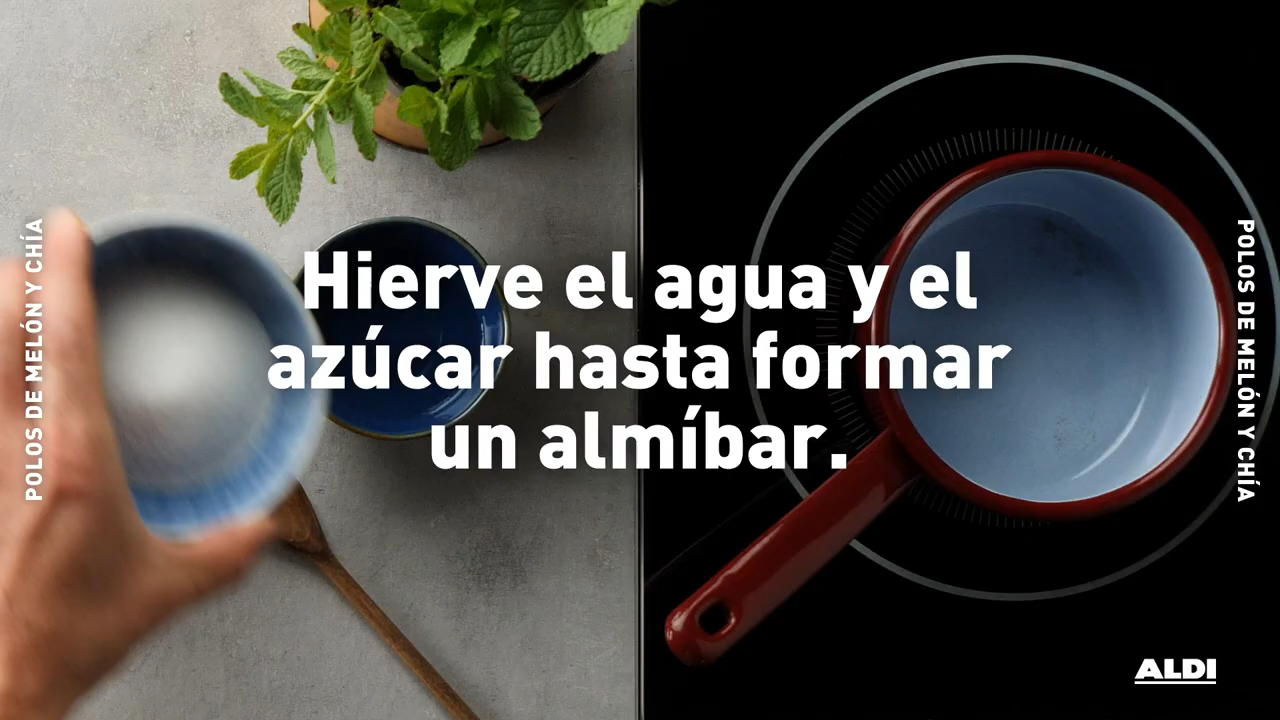 POLOS DE MELÓN Y CHÍA
Hierve el agua y el
azúcar hasta formar
un almíbar.
POLOS DE MELÓN Y CHÍA
ALDI